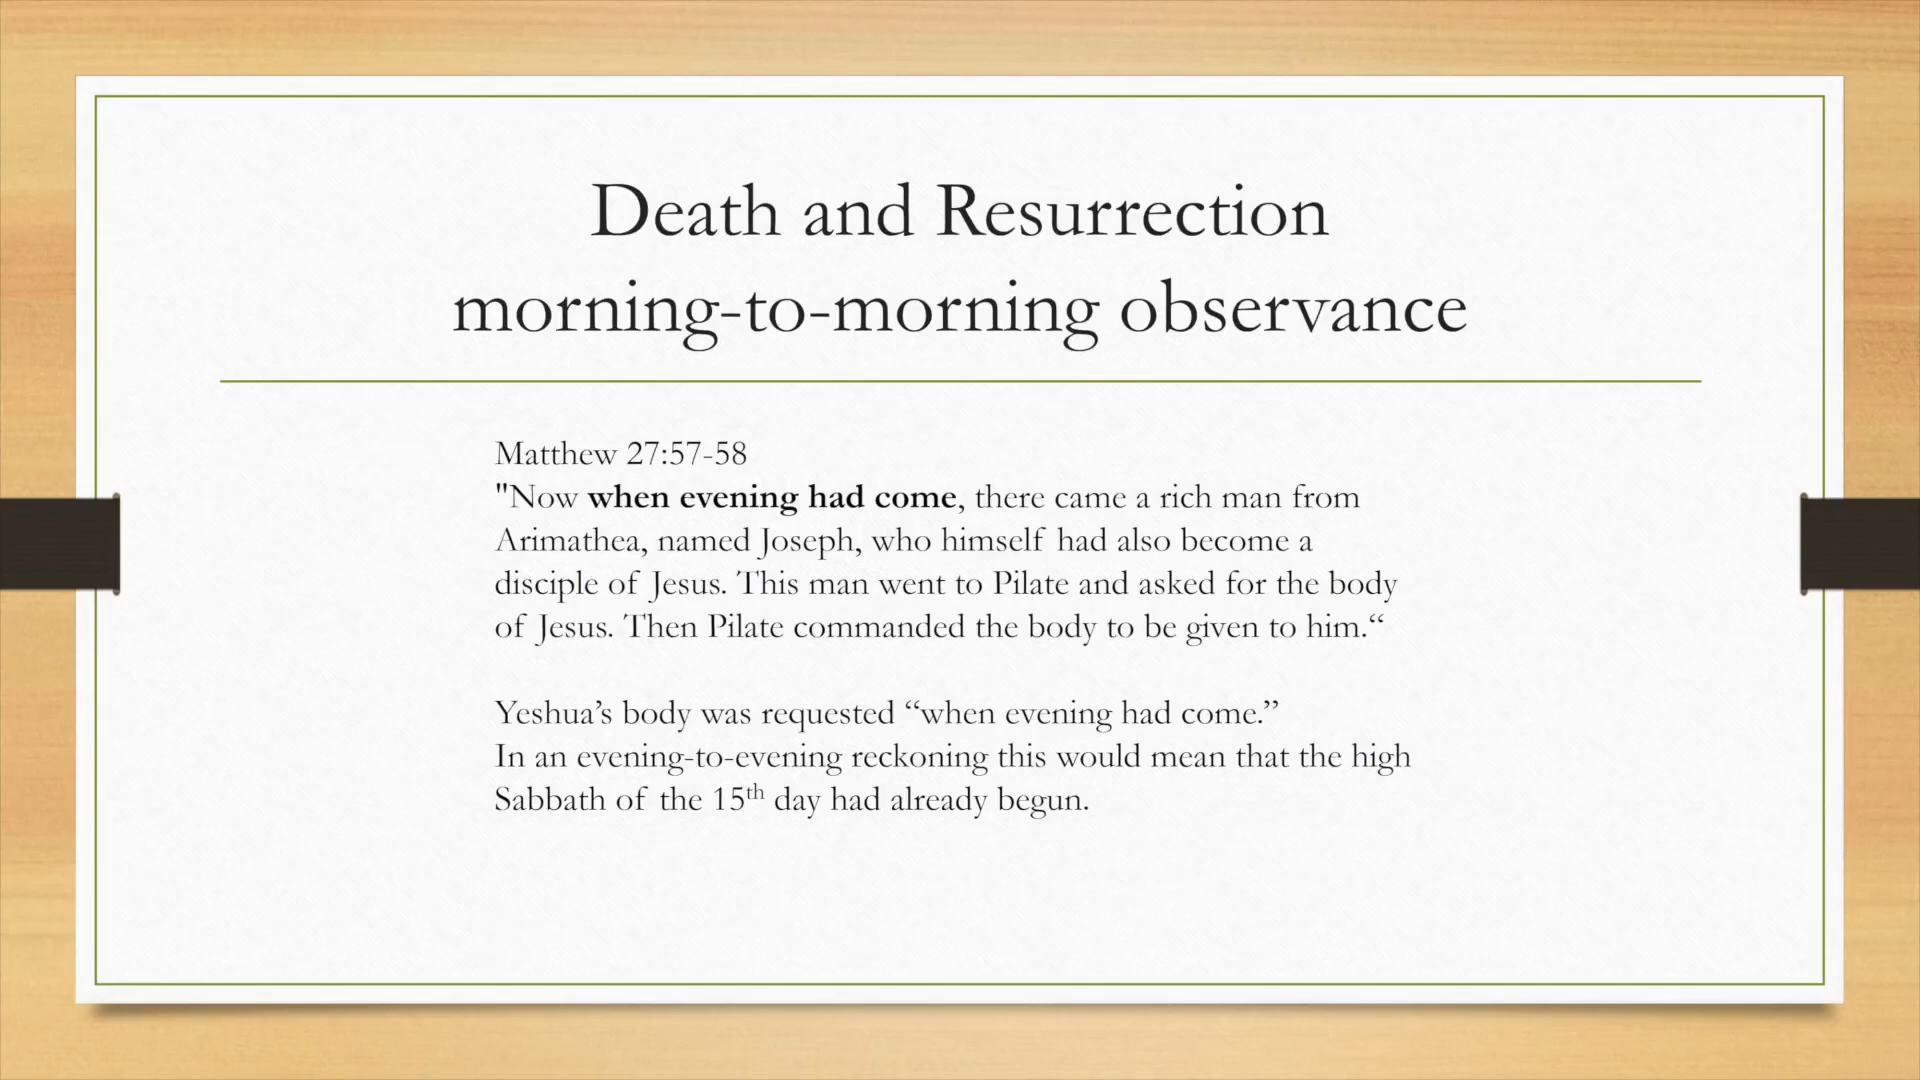 Death and Resurrection
morning-to-morning observance
Matthew 27:57-58
"Now when evening had come, there came a rich man from
Arimathea, named Joseph, who himself had also become a
disciple of Jesus. This man went to Pilate and asked for the body
of Jesus. Then Pilate commanded the body to be given to him.“
Yeshua’s body was requested “when evening had come.”
In an evening-to-evening reckoning this would mean that the high
Sabbath of the 15th day had already begun.